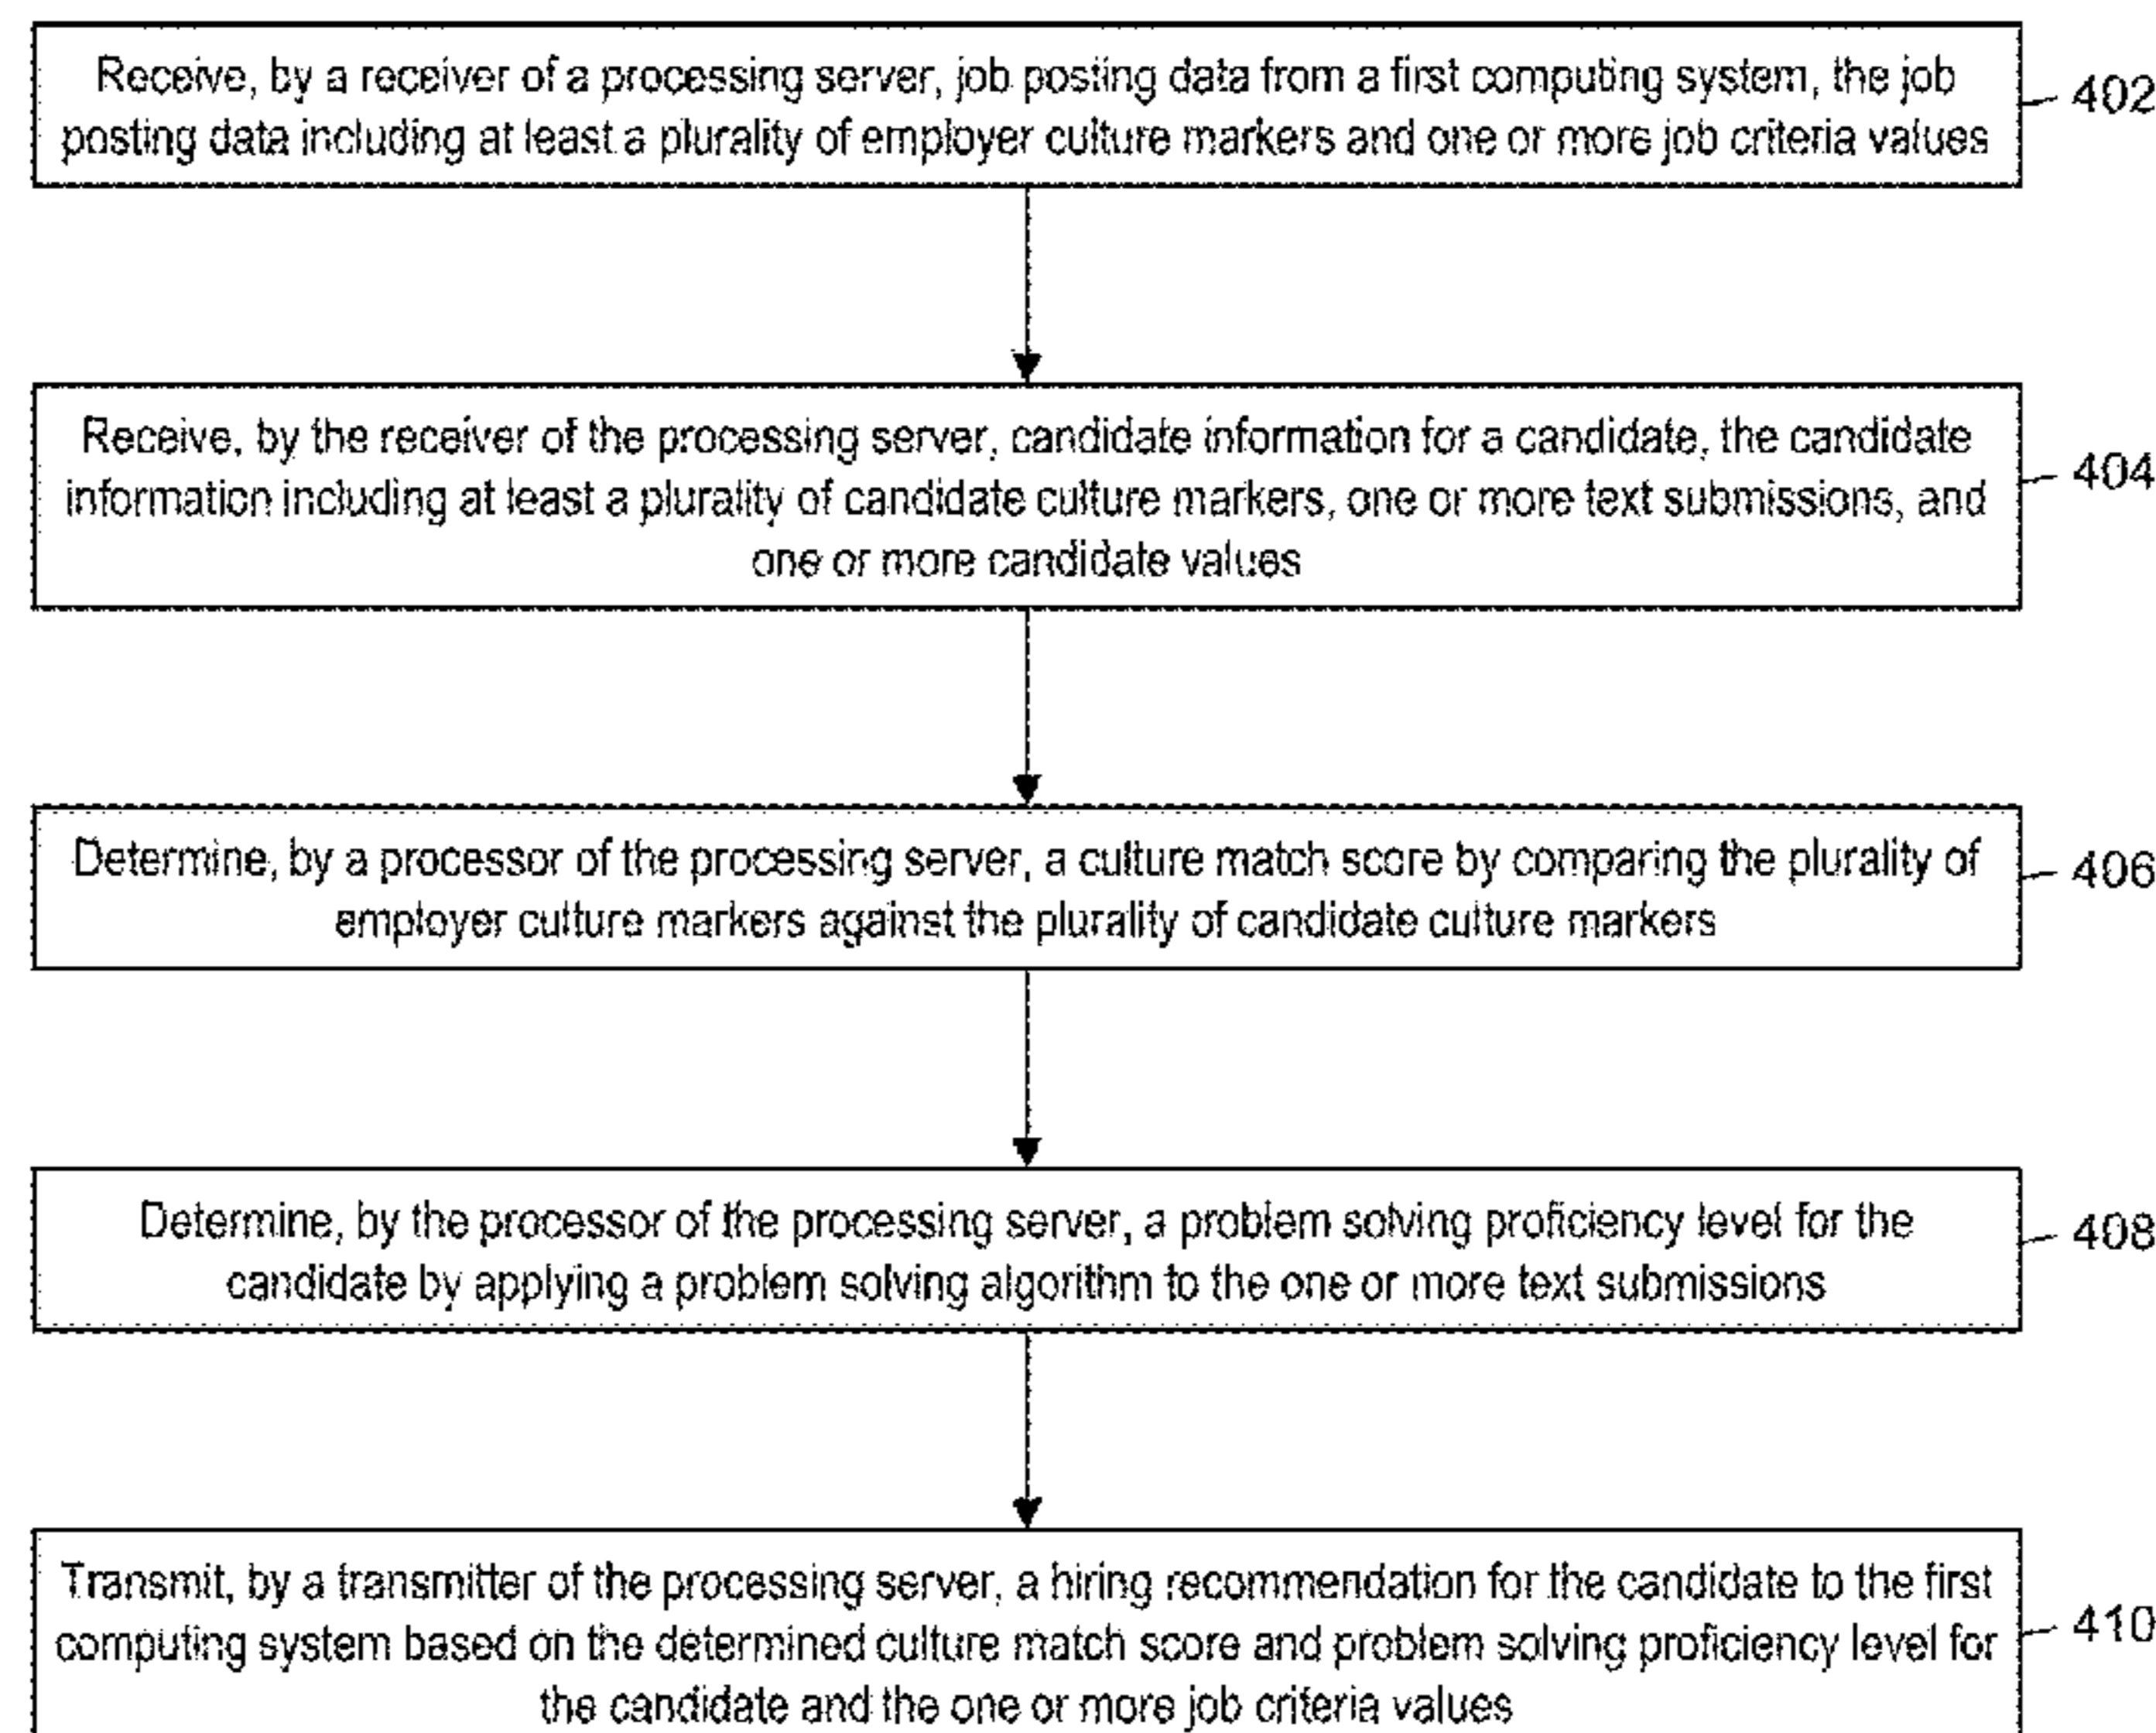 Receive, by a receiver of a processing server, job posting data from a first computing system, the job
posting data including at least a plurality of employer culture markers and one or more job criteria values
402
Receive, by the receiver of the processing server, candidate information for a candidate, the candidate
information including at least a plurality of candidate culture markers, one or more text submissions, and
one or more candidate values
404
Determine, by a processor of the processing server, a culture match score by comparing the plurality of
employer culture markers against the plurality of candidate culture markers
406
Determine, by the processor of the processing server, a problem solving proficiency level for the
candidate by applying a problem solving algorithm to the one or more text submissions
408
Transmit, by a transmitter of the processing server, a hiring recommendation for the candidate to the first
computing system based on the determined culture match score and problem solving proficiency level for
the candidate and the one or more job criteria values
410